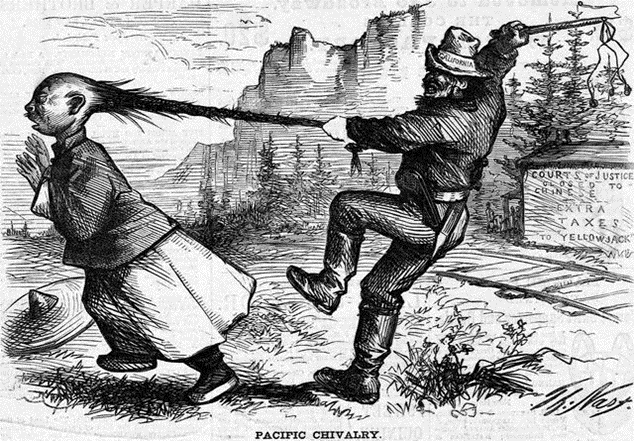 CALIFORNIA
COURTS of JUSTICE
CLOSED TO
CHINESE
EXTRA
TAXES
TO YELLOWJACK
Th: Nast.
PACIFIC CHIVALRY.